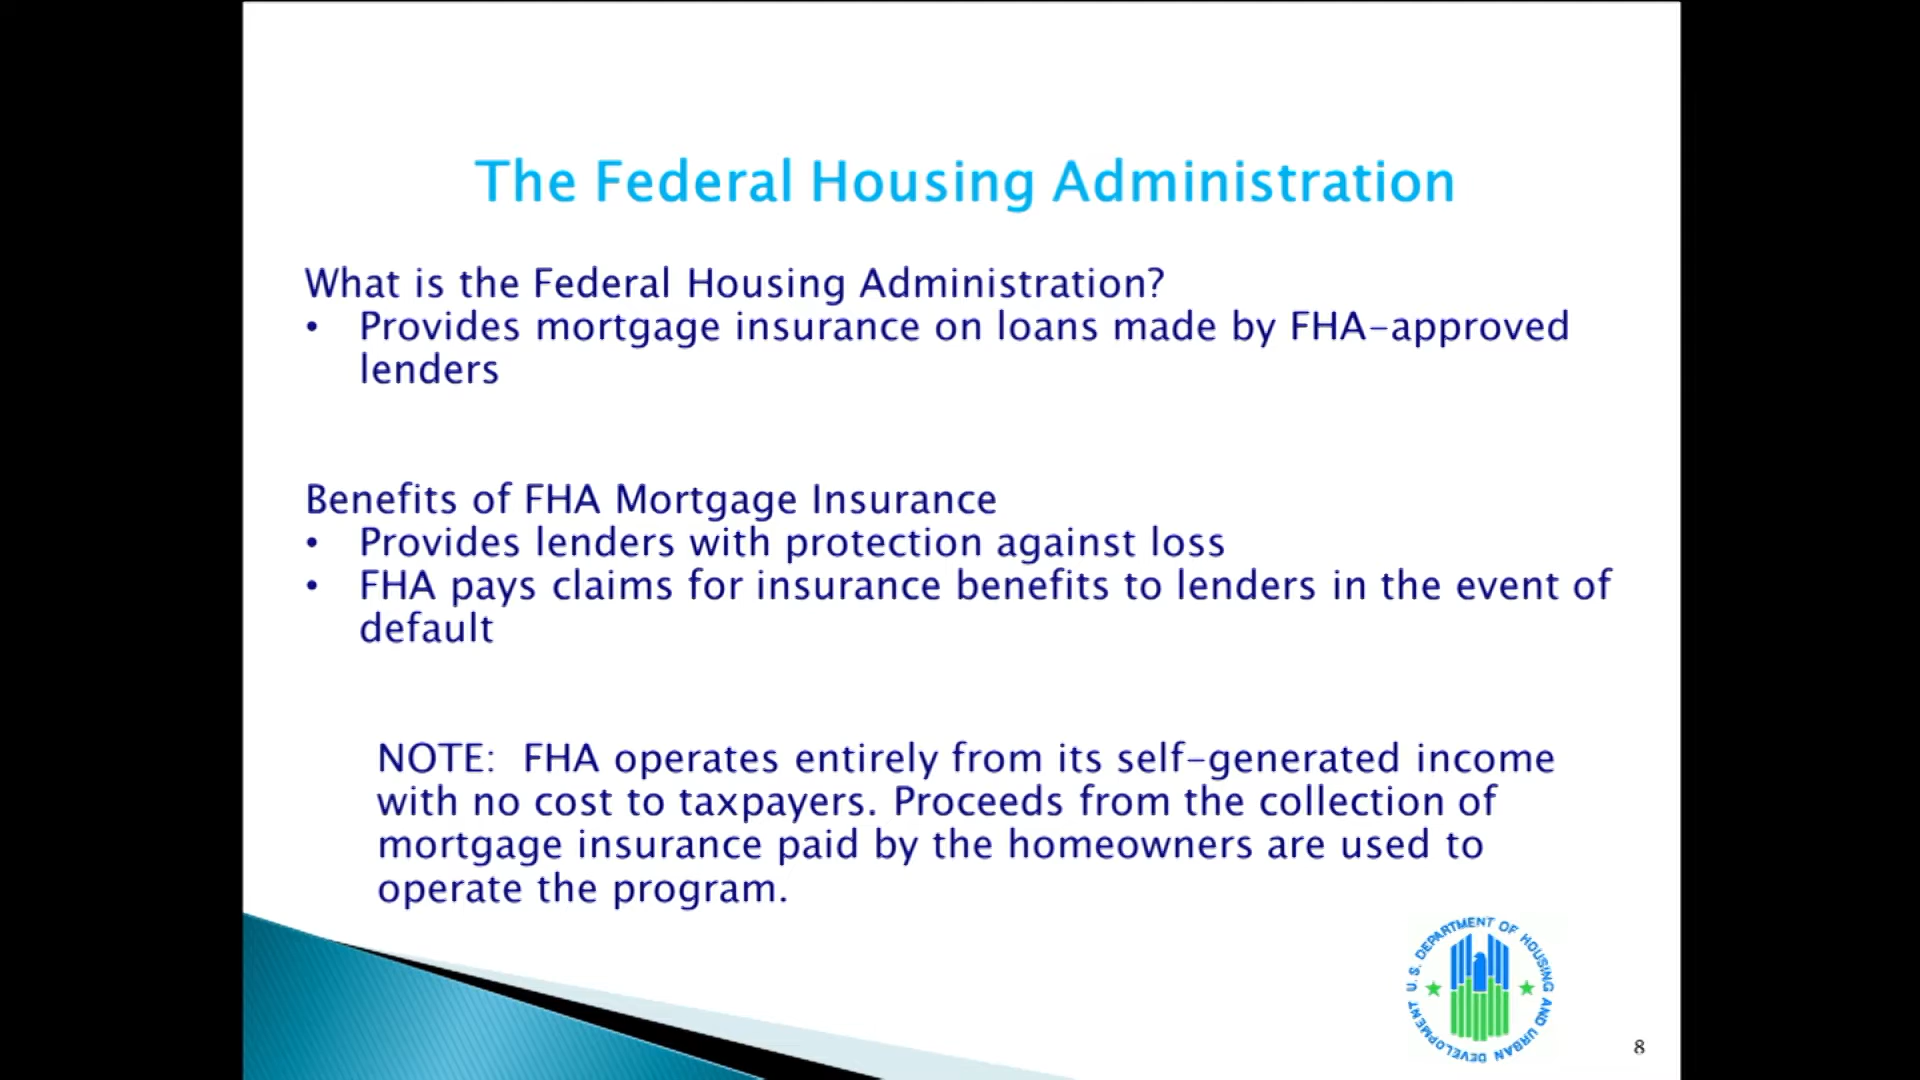 The Federal Housing Administration
What is the Federal Housing Administration?
• Provides mortgage insurance on loans made by FHA-approved
lenders
Benefits of FHA Mortgage Insurance
• Provides lenders with protection against loss
• FHA pays claims for insurance benefits to lenders in the event of
default
NOTE: FHA operates entirely from its self-generated income
with no cost to taxpayers. Proceeds from the collection of
mortgage insurance paid by the homeowners are used to
operate the program.
U.S. DEPARTMENT OF HOUSING AND URBAN DEVELOPMENT
8